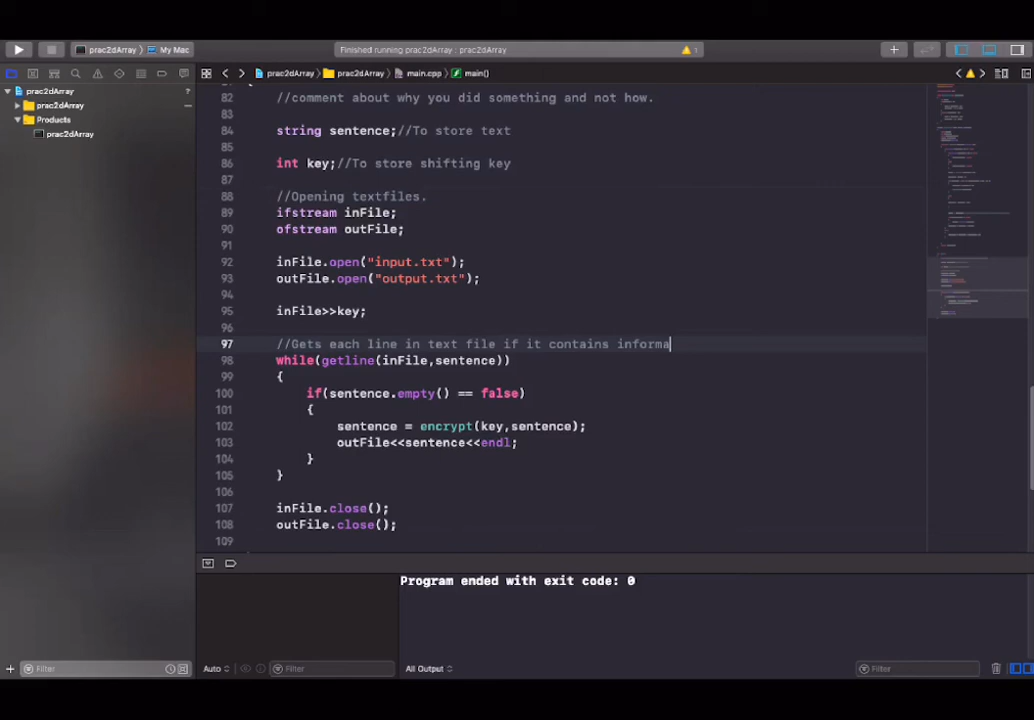 prac2dArray
My Mac
Finished running prac2dArray : prac2dArray
1
prac2dArray
prac2dArray
main.cpp
main()
prac2dArray
?
prac2dArray
Products
prac2dArray
82 //comment about why you did something and not how.
83
84 string sentence;//To store text
85
86 int key;//To store shifting key
87
88 //Opening textfiles.
89 ifstream inFile;
90 ofstream outFile;
91
92 inFile.open("input.txt");
93 outFile.open("output.txt");
94
95 inFile>>key;
96
97 //Gets each line in text file if it contains informa
98 while(getline(inFile,sentence))
99 {
100 if(sentence.empty() == false)
101 {
102 sentence = encrypt(key,sentence);
103 outFile<<sentence<<endl;
104 }
105 }
106
107 inFile.close();
108 outFile.close();
109
Program ended with exit code: 0
Filter
Auto
Filter
All Output
Filter